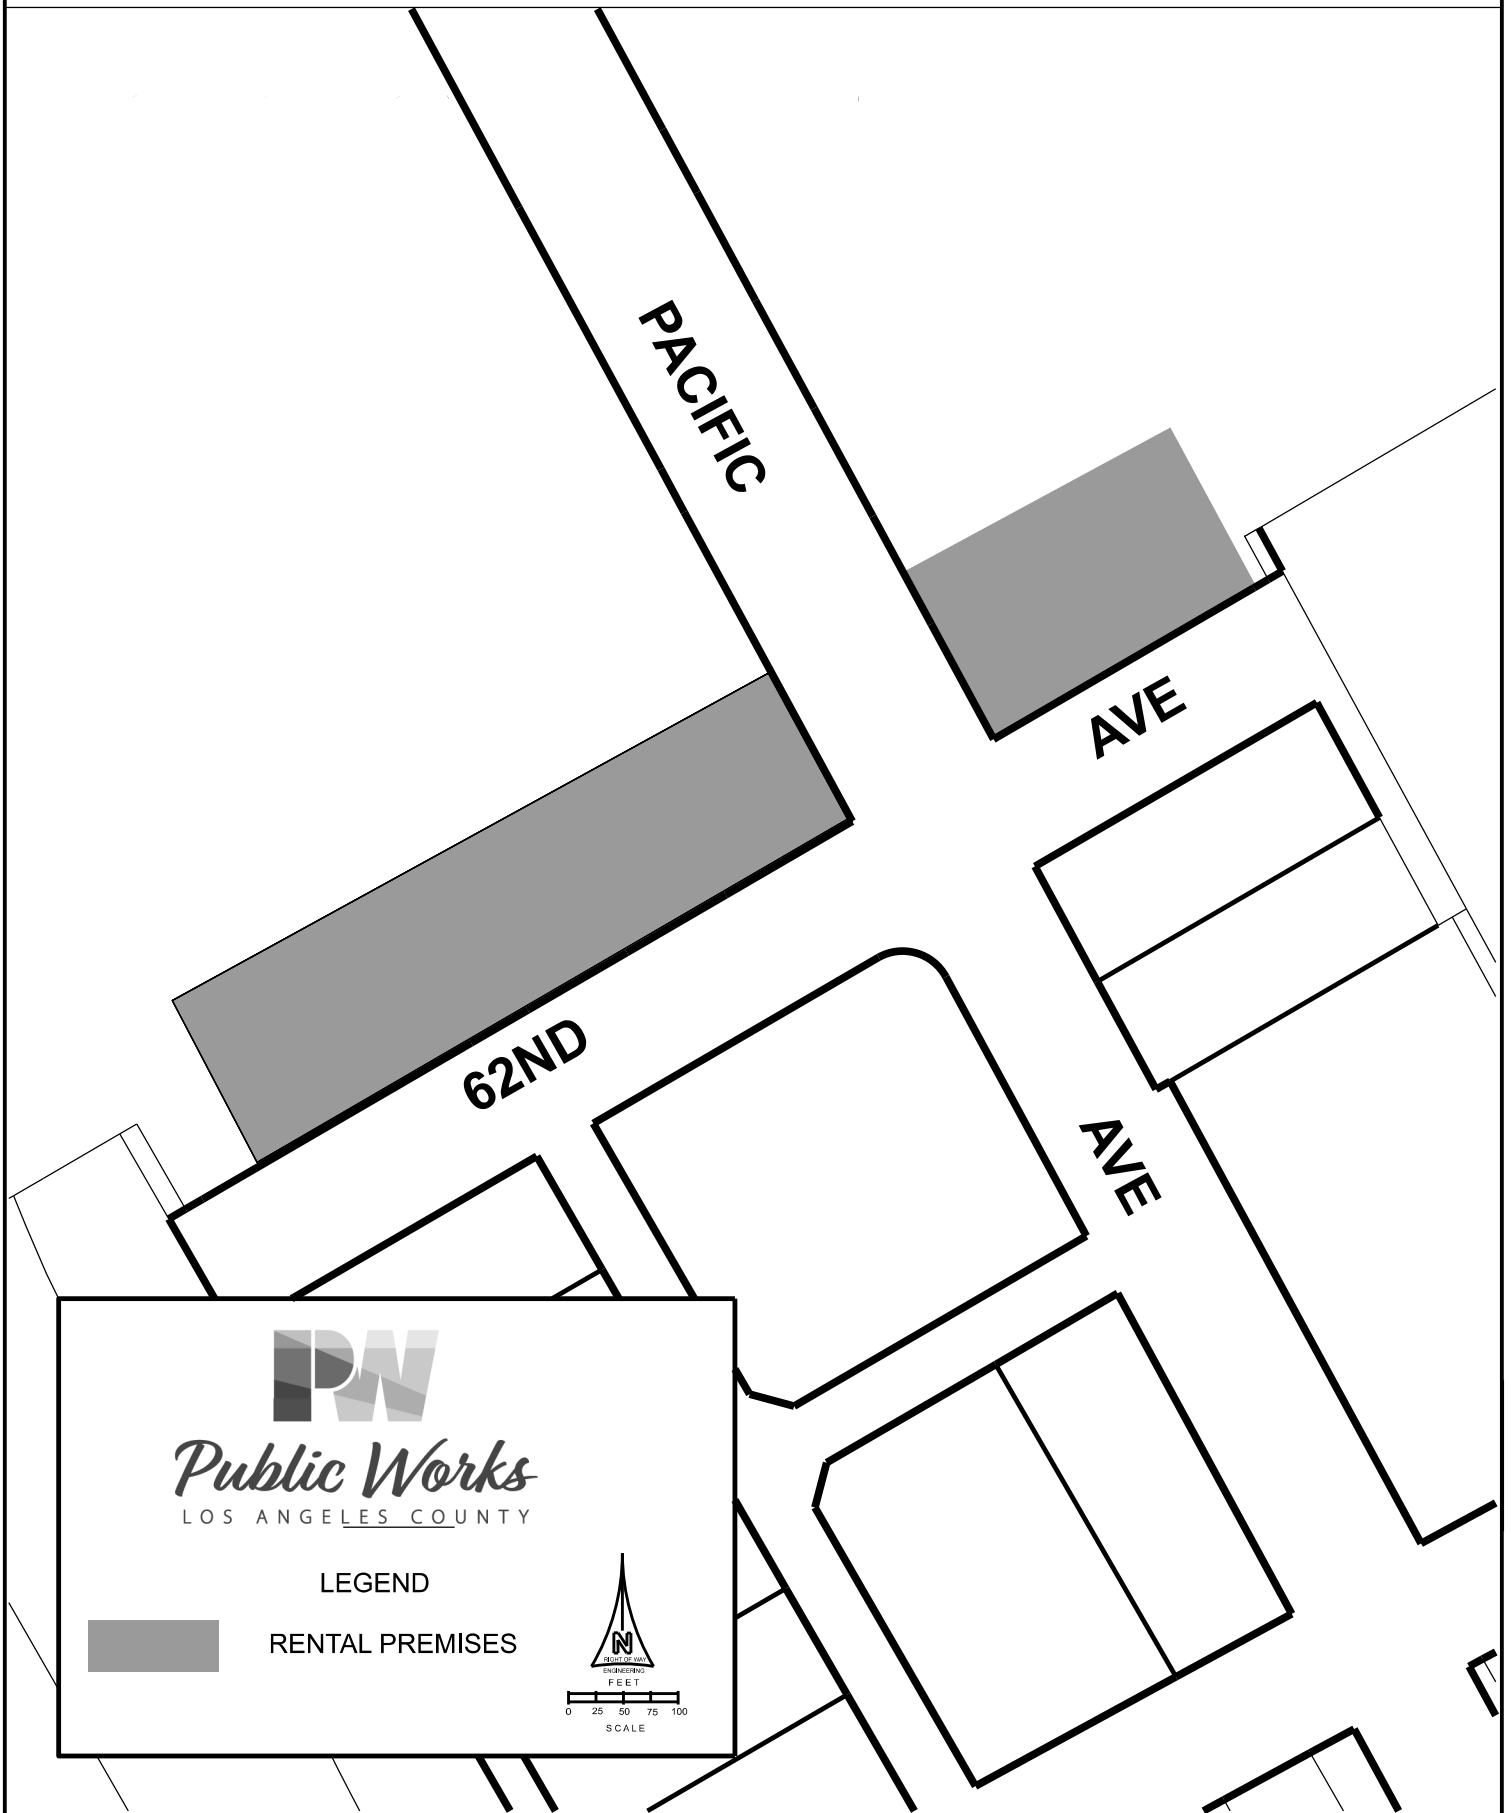 PACIFIC
AVE
62ND
AVE
PW
Public Works
LOS ANGELES COUNTY
LEGEND
RENTAL PREMISES
N
RIGHT OF WAY
ENGINEERING
FEET
0 25 50 75 100
SCALE